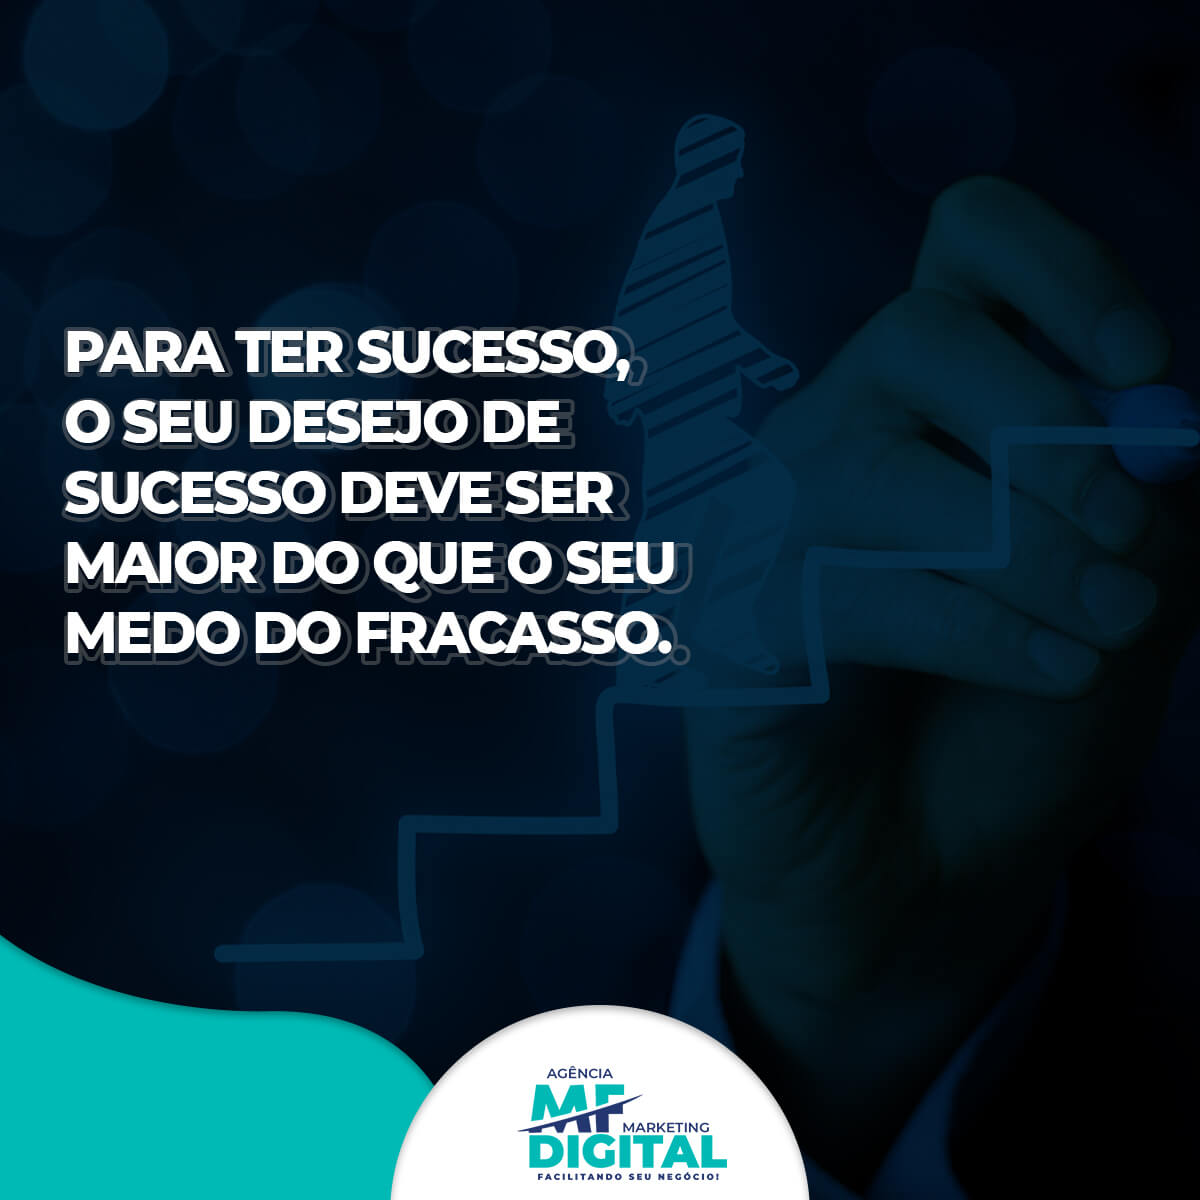 PARA TER SUCESSO,
O SEU DESEJO DE
SUCESSO DEVE SER
MAIOR DO QUE O SEU
MEDO DO FRACASSO.
AGÊNCIA
MF
MARKETING
DIGITAL
FACILITANDO SEU NEGÓCIO!